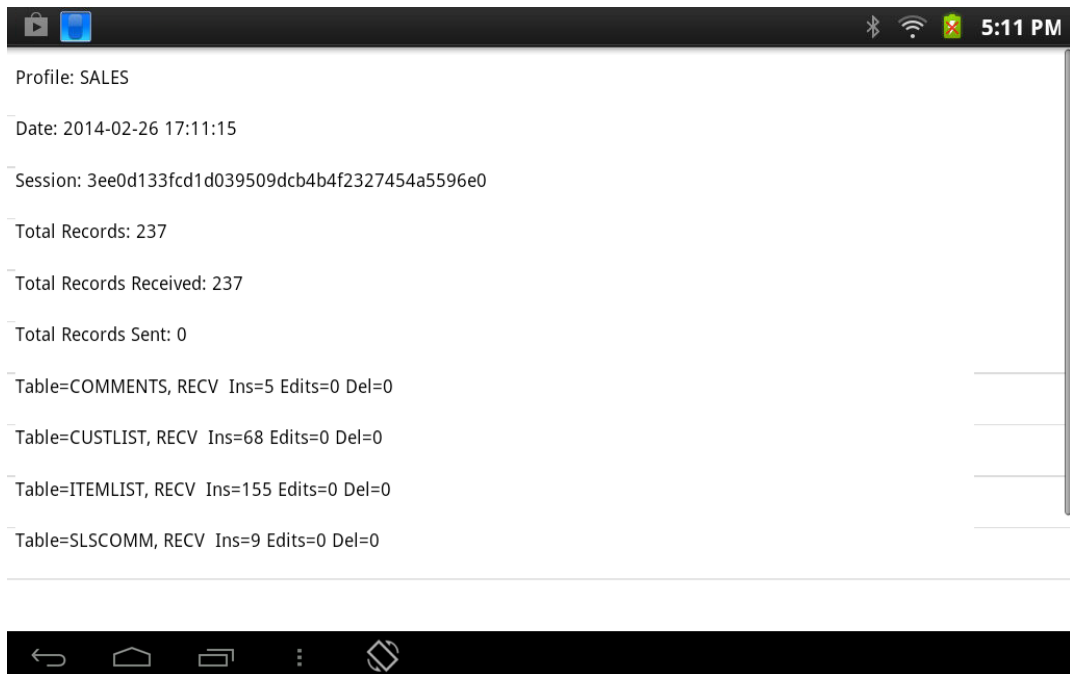 5:11 PM
Profile: SALES
Date: 2014-02-26 17:11:15
Session: 3ee0d133fcd1d039509dcb4b4f2327454a5596e0
Total Records: 237
Total Records Received: 237
Total Records Sent: 0
Table=COMMENTS, RECV  Ins=5 Edits=0 Del=0
Table=CUSTLIST, RECV  Ins=68 Edits=0 Del=0
Table=ITEMLIST, RECV  Ins=155 Edits=0 Del=0
Table=SLSCOMM, RECV  Ins=9 Edits=0 Del=0